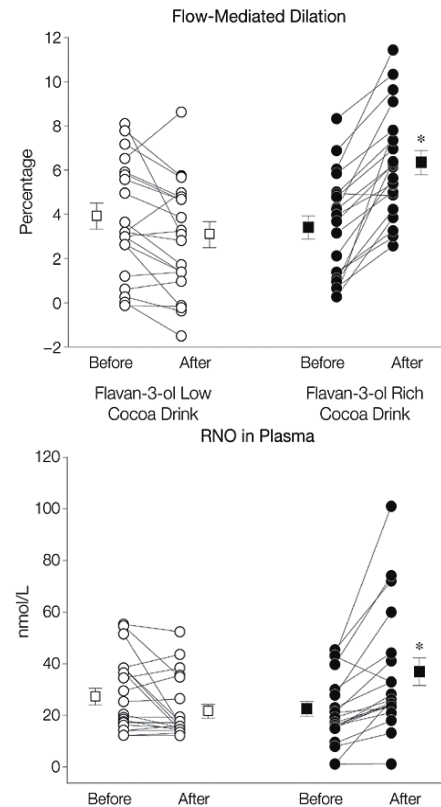 Flow-Mediated Dilation
12
10
8
6
4
2
0
−2
Percentage
*
Before After Before After
Flavan-3-ol Low Flavan-3-ol Rich
Cocoa Drink Cocoa Drink
RNO in Plasma
120
100
80
60
40
20
0
nmol/L
*
Before After Before After